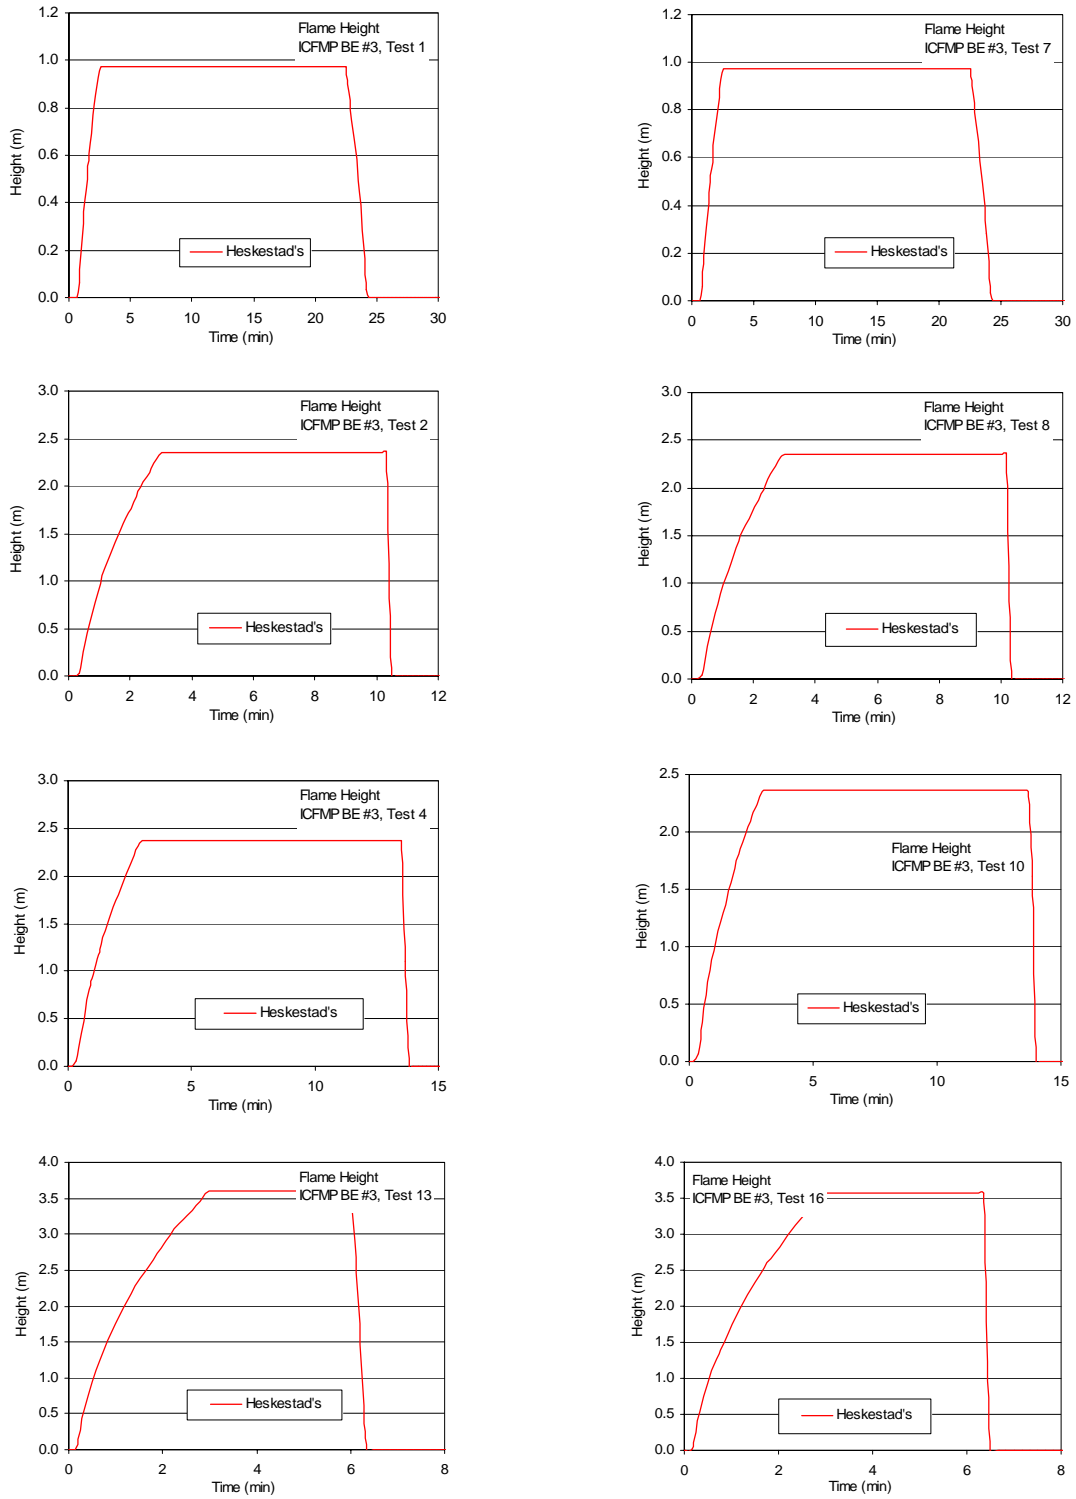 1.2
1.0
0.8
0.6
0.4
0.2
0.0
Height (m)
Flame Height
ICFMP BE #3, Test 1
Heskestad's
0 5 10 15 20 25 30
Time (min)
1.2
1.0
0.8
0.6
0.4
0.2
0.0
Height (m)
Flame Height
ICFMP BE #3, Test 7
Heskestad's
0 5 10 15 20 25 30
Time (min)
3.0
2.5
2.0
1.5
1.0
0.5
0.0
Height (m)
Flame Height
ICFMP BE #3, Test 2
Heskestad's
0 2 4 6 8 10 12
Time (min)
3.0
2.5
2.0
1.5
1.0
0.5
0.0
Height (m)
Flame Height
ICFMP BE #3, Test 8
Heskestad's
0 2 4 6 8 10 12
Time (min)
3.0
2.5
2.0
1.5
1.0
0.5
0.0
Height (m)
Flame Height
ICFMP BE #3, Test 4
Heskestad's
0 5 10 15
Time (min)
2.5
2.0
1.5
1.0
0.5
0.0
Height (m)
Flame Height
ICFMP BE #3, Test 10
Heskestad's
0 5 10 15
Time (min)
4.0
3.5
3.0
2.5
2.0
1.5
1.0
0.5
0.0
Height (m)
Flame Height
ICFMP BE #3, Test 13
Heskestad's
0 2 4 6 8
Time (min)
4.0
3.5
3.0
2.5
2.0
1.5
1.0
0.5
0.0
Height (m)
Flame Height
ICFMP BE #3, Test 16
Heskestad's
0 2 4 6 8
Time (min)